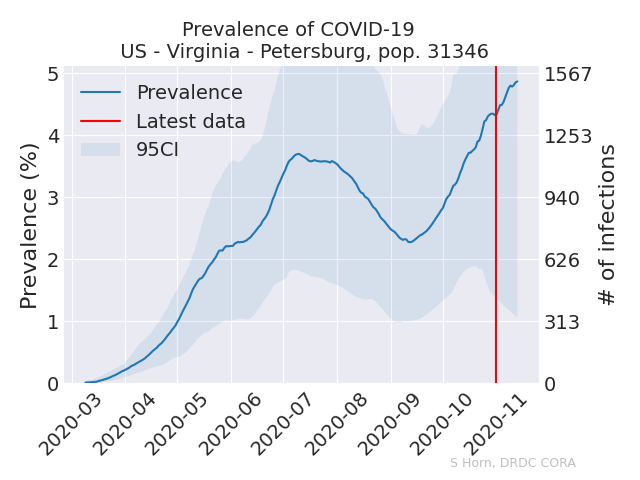 Prevalence of COVID-19
US - Virginia - Petersburg, pop. 31346
Prevalence
Latest data
95CI
Prevalence (%)
5
4
3
2
1
0
1567
1253
940
626
313
0
# of infections
2020-03
2020-04
2020-05
2020-06
2020-07
2020-08
2020-09
2020-10
2020-11
S Horn, DRDC CORA